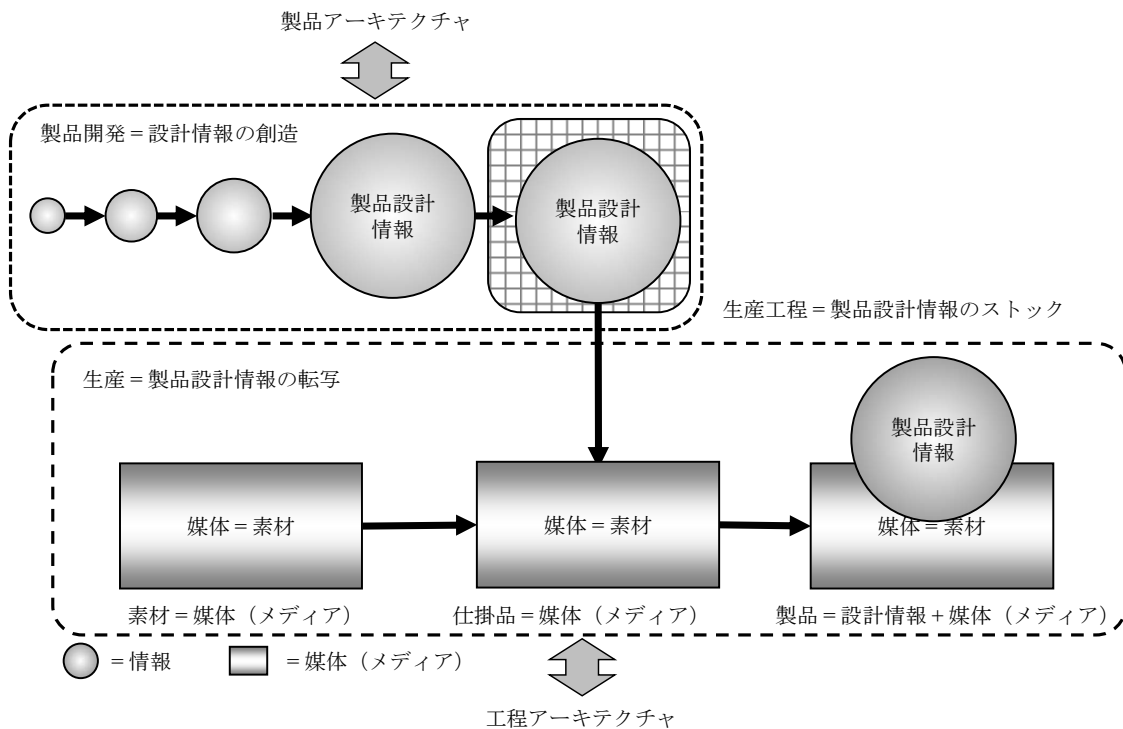 製品アーキテクチャ
製品開発＝設計情報の創造
製品設計
情報
製品設計
情報
生産工程＝製品設計情報のストック
生産＝製品設計情報の転写
製品設計
情報
媒体＝素材
媒体＝素材
媒体＝素材
素材＝媒体（メディア）
仕掛品＝媒体（メディア）
製品＝設計情報＋媒体（メディア）
＝情報
＝媒体（メディア）
工程アーキテクチャ